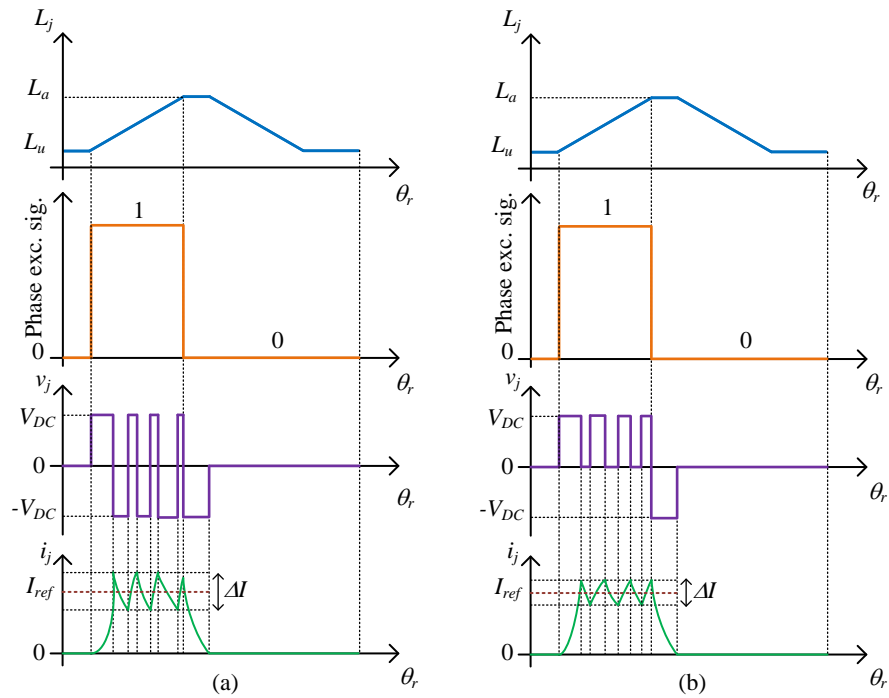 L_j
L_a
L_u
θ_r
Phase exc. sig.
1
0
0
θ_r
v_j
V_DC
0
-V_DC
θ_r
i_j
I_ref
ΔI
0
θ_r
(a)
L_j
L_a
L_u
θ_r
Phase exc. sig.
1
0
0
θ_r
v_j
V_DC
0
-V_DC
θ_r
i_j
I_ref
ΔI
0
θ_r
(b)